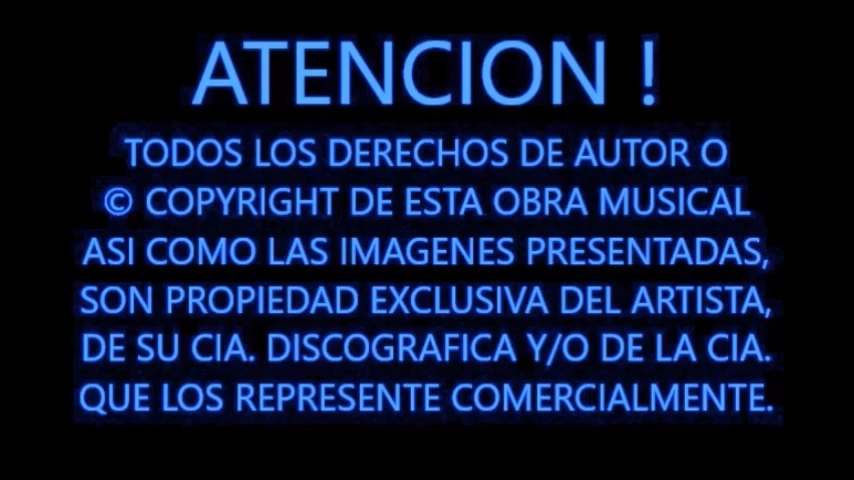 ATENCION !
TODOS LOS DERECHOS DE AUTOR O
© COPYRIGHT DE ESTA OBRA MUSICAL
ASI COMO LAS IMAGENES PRESENTADAS,
SON PROPIEDAD EXCLUSIVA DEL ARTISTA,
DE SU CIA. DISCOGRAFICA Y/O DE LA CIA.
QUE LOS REPRESENTE COMERCIALMENTE.